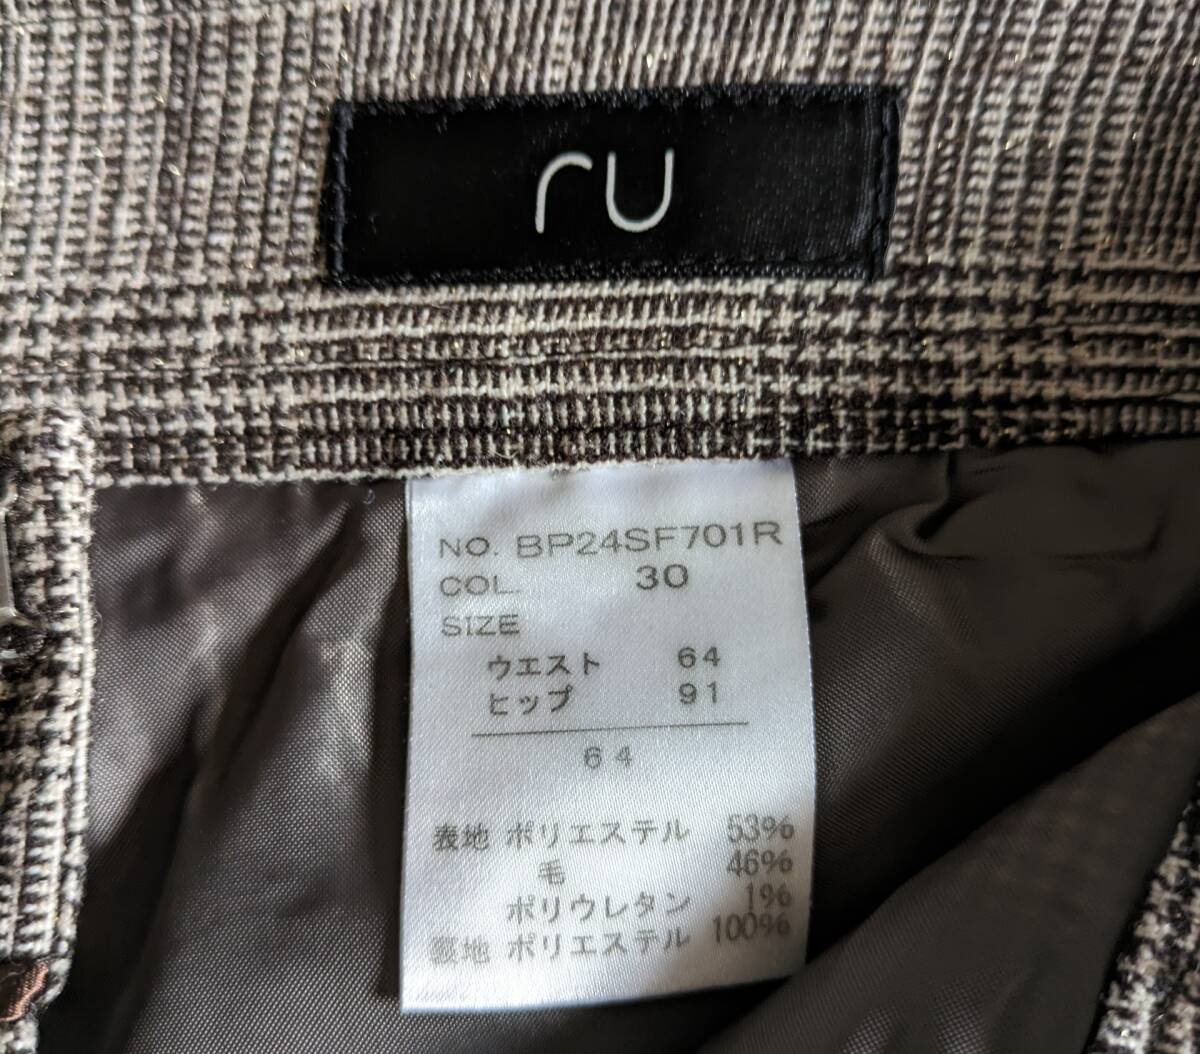 ru
NO. BP24SF701R
COL. 30
SIZE
ウエスト 64
ヒップ 91
64
表地 ポリエステル 53%
毛 46%
ポリウレタン 1%
裏地 ポリエステル 100%